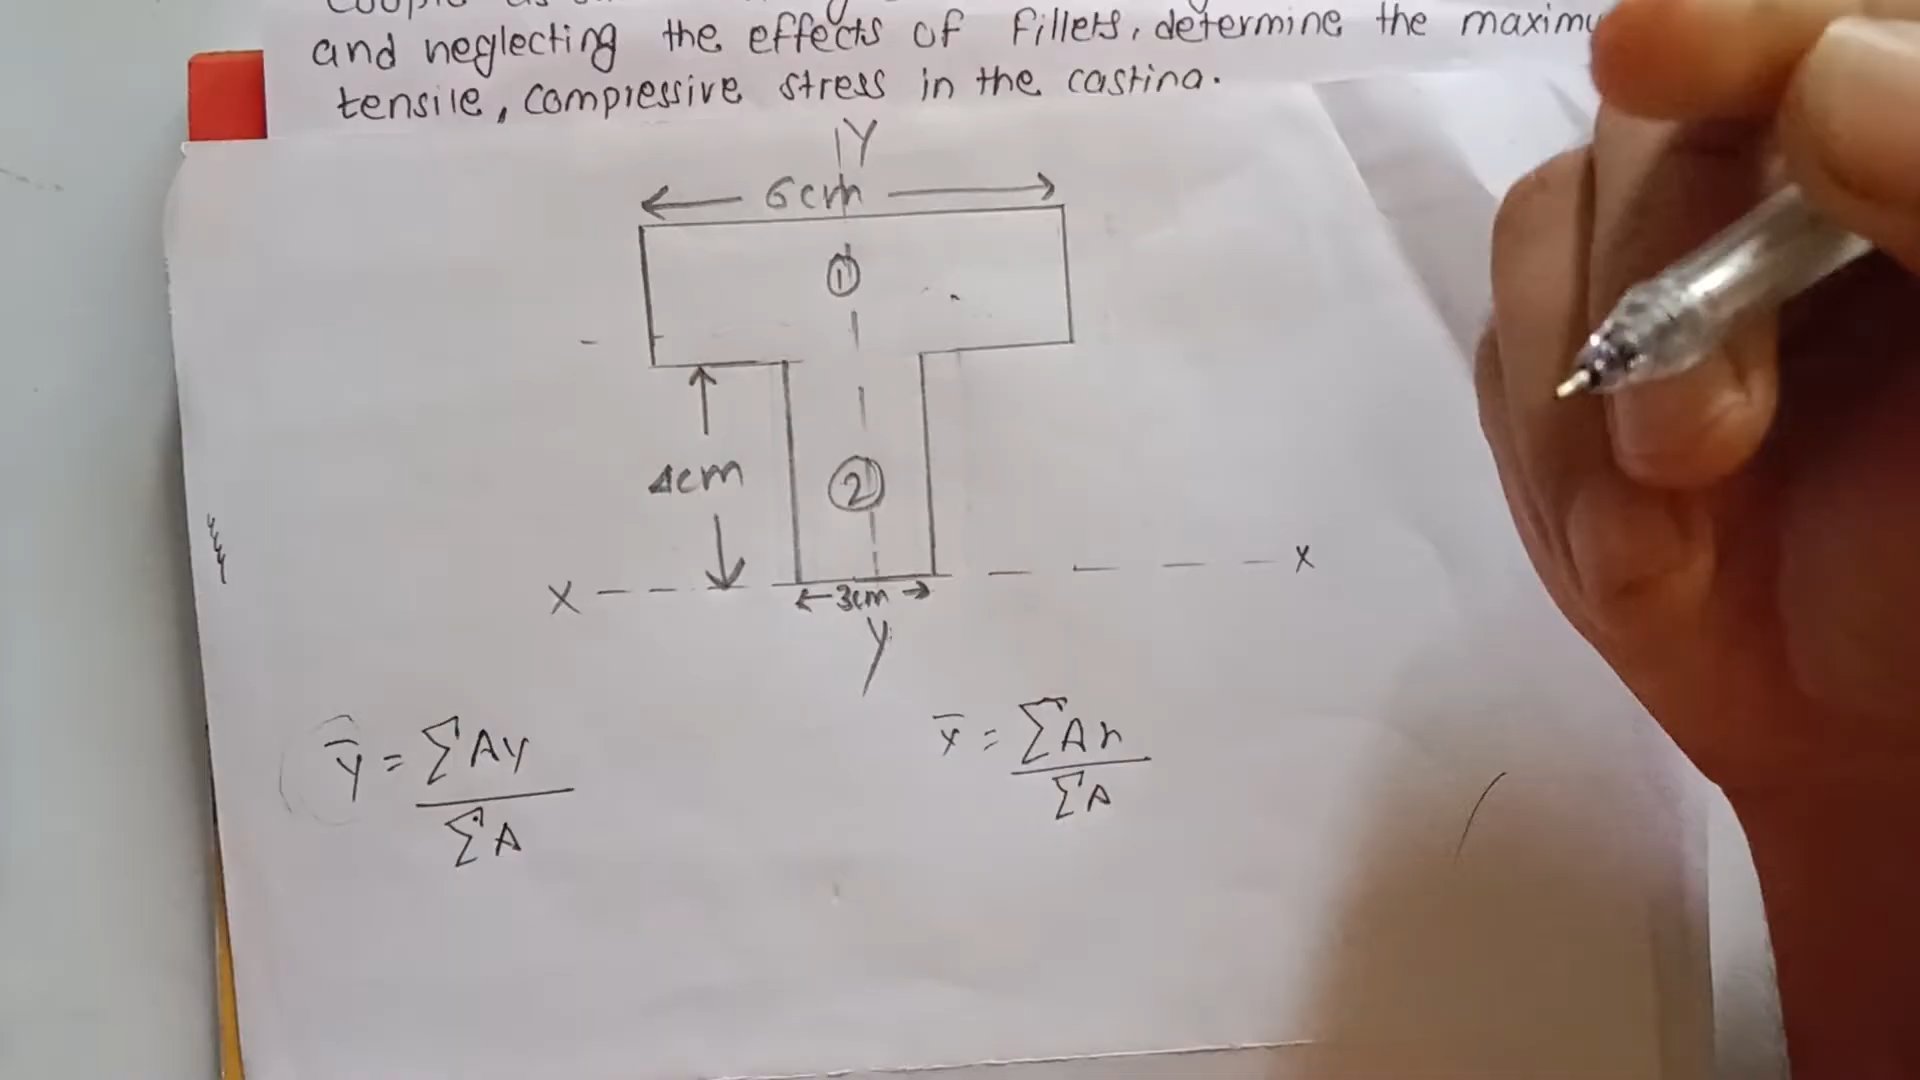 and neglecting the effects of fillets, determine the
tensile, compressive stress in the casting.
Y
6cm
1
4cm
2
X X
3cm
y
ȳ = ΣAy / ΣA
x̄ = ΣAx / ΣA